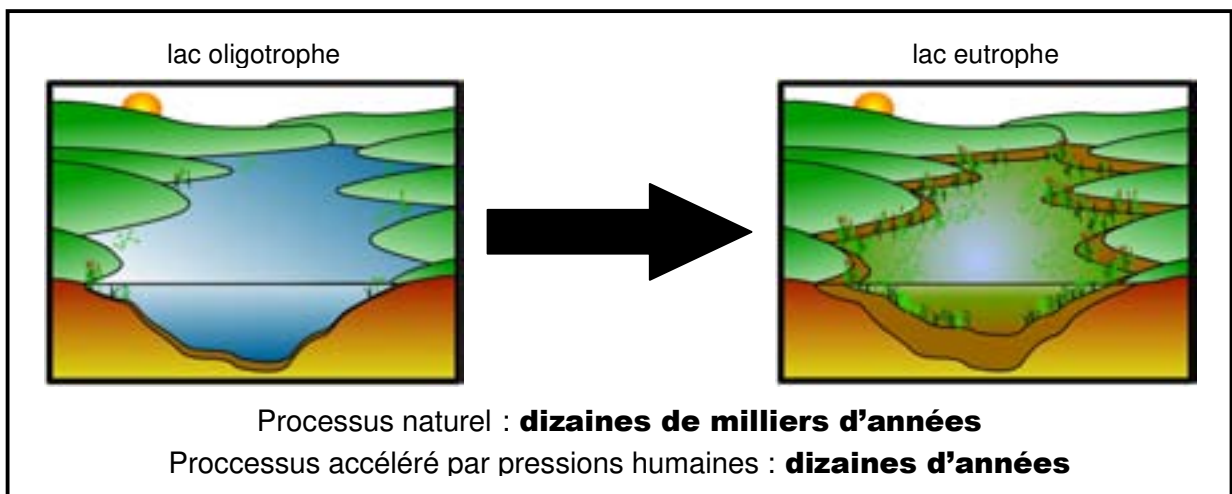 lac oligotrophe
lac eutrophe
Processus naturel : dizaines de milliers d’années
Proccessus accéléré par pressions humaines : dizaines d’années